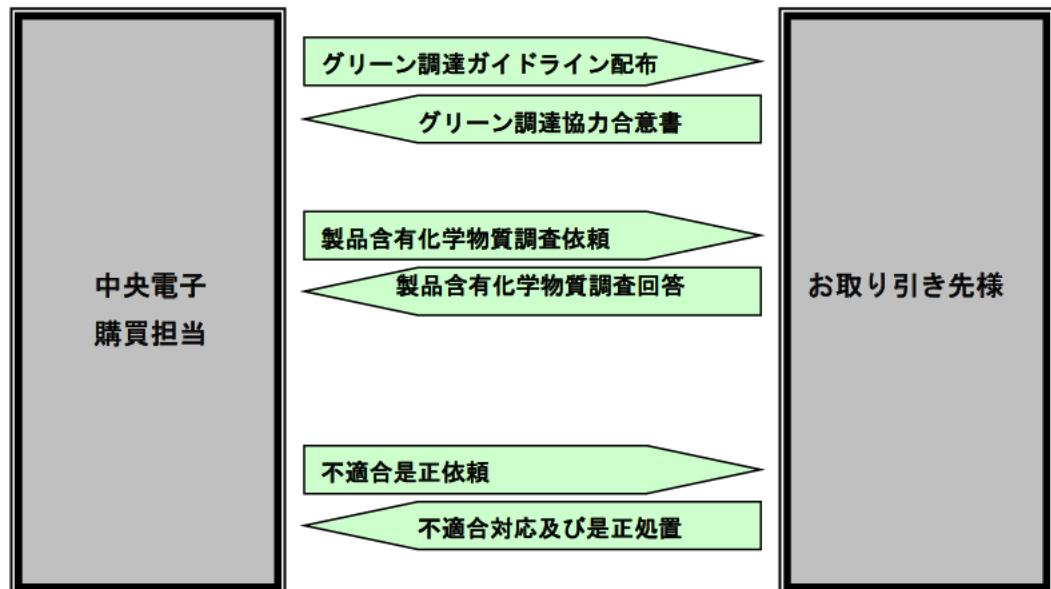 グリーン調達ガイドライン配布
グリーン調達協力合意書
製品含有化学物質調査依頼
製品含有化学物質調査回答
中央電子
購買担当
お取り引き先様
不適合是正依頼
不適合対応及び是正処置